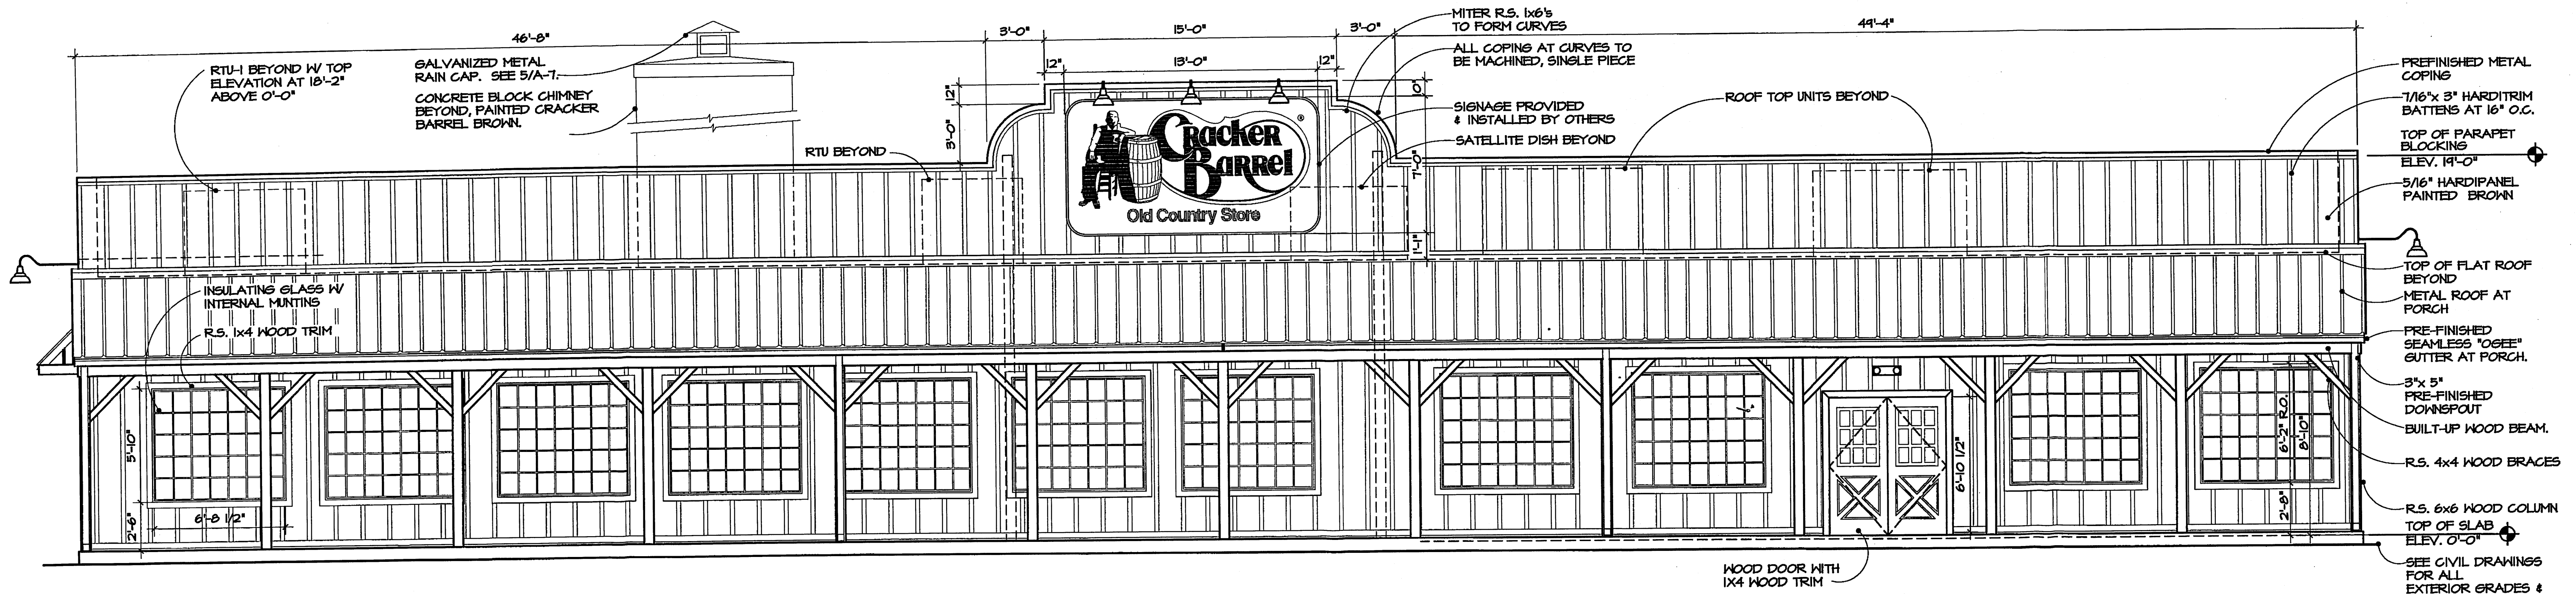 46'-8"
3'-0"
15'-0"
3'-0"
49'-4"
12"
13'-0"
12"
RTU-1 BEYOND W/ TOP
ELEVATION AT 18'-2"
ABOVE 0'-0"
GALVANIZED METAL
RAIN CAP. SEE 5/A-7.
CONCRETE BLOCK CHIMNEY
BEYOND, PAINTED CRACKER
BARREL BROWN.
RTU BEYOND
12"
3'-0"
MITER R.S. 1x6's
TO FORM CURVES
ALL COPING AT CURVES TO
BE MACHINED, SINGLE PIECE
10"
SIGNAGE PROVIDED
& INSTALLED BY OTHERS
SATELLITE DISH BEYOND
7'-0"
1'-1"
ROOF TOP UNITS BEYOND
Cracker
Barrel
®
Old Country Store
PREFINISHED METAL
COPING
7/16"x 3" HARDITRIM
BATTENS AT 16" O.C.
TOP OF PARAPET
BLOCKING
ELEV. 19'-0"
5/16" HARDIPANEL
PAINTED BROWN
TOP OF FLAT ROOF
BEYOND
METAL ROOF AT
PORCH
PRE-FINISHED
SEAMLESS "OGEE"
GUTTER AT PORCH.
3"x 5"
PRE-FINISHED
DOWNSPOUT
BUILT-UP WOOD BEAM.
R.S. 4x4 WOOD BRACES
R.S. 6x6 WOOD COLUMN
TOP OF SLAB
ELEV. 0'-0"
SEE CIVIL DRAWINGS
FOR ALL
EXTERIOR GRADES &
INSULATING GLASS W/
INTERNAL MUNTINS
R.S. 1x4 WOOD TRIM
5'-10"
2'-6"
6'-8 1/2"
6'-10 1/2"
6'-2" R.O.
8'-10"
2'-8"
WOOD DOOR WITH
1X4 WOOD TRIM